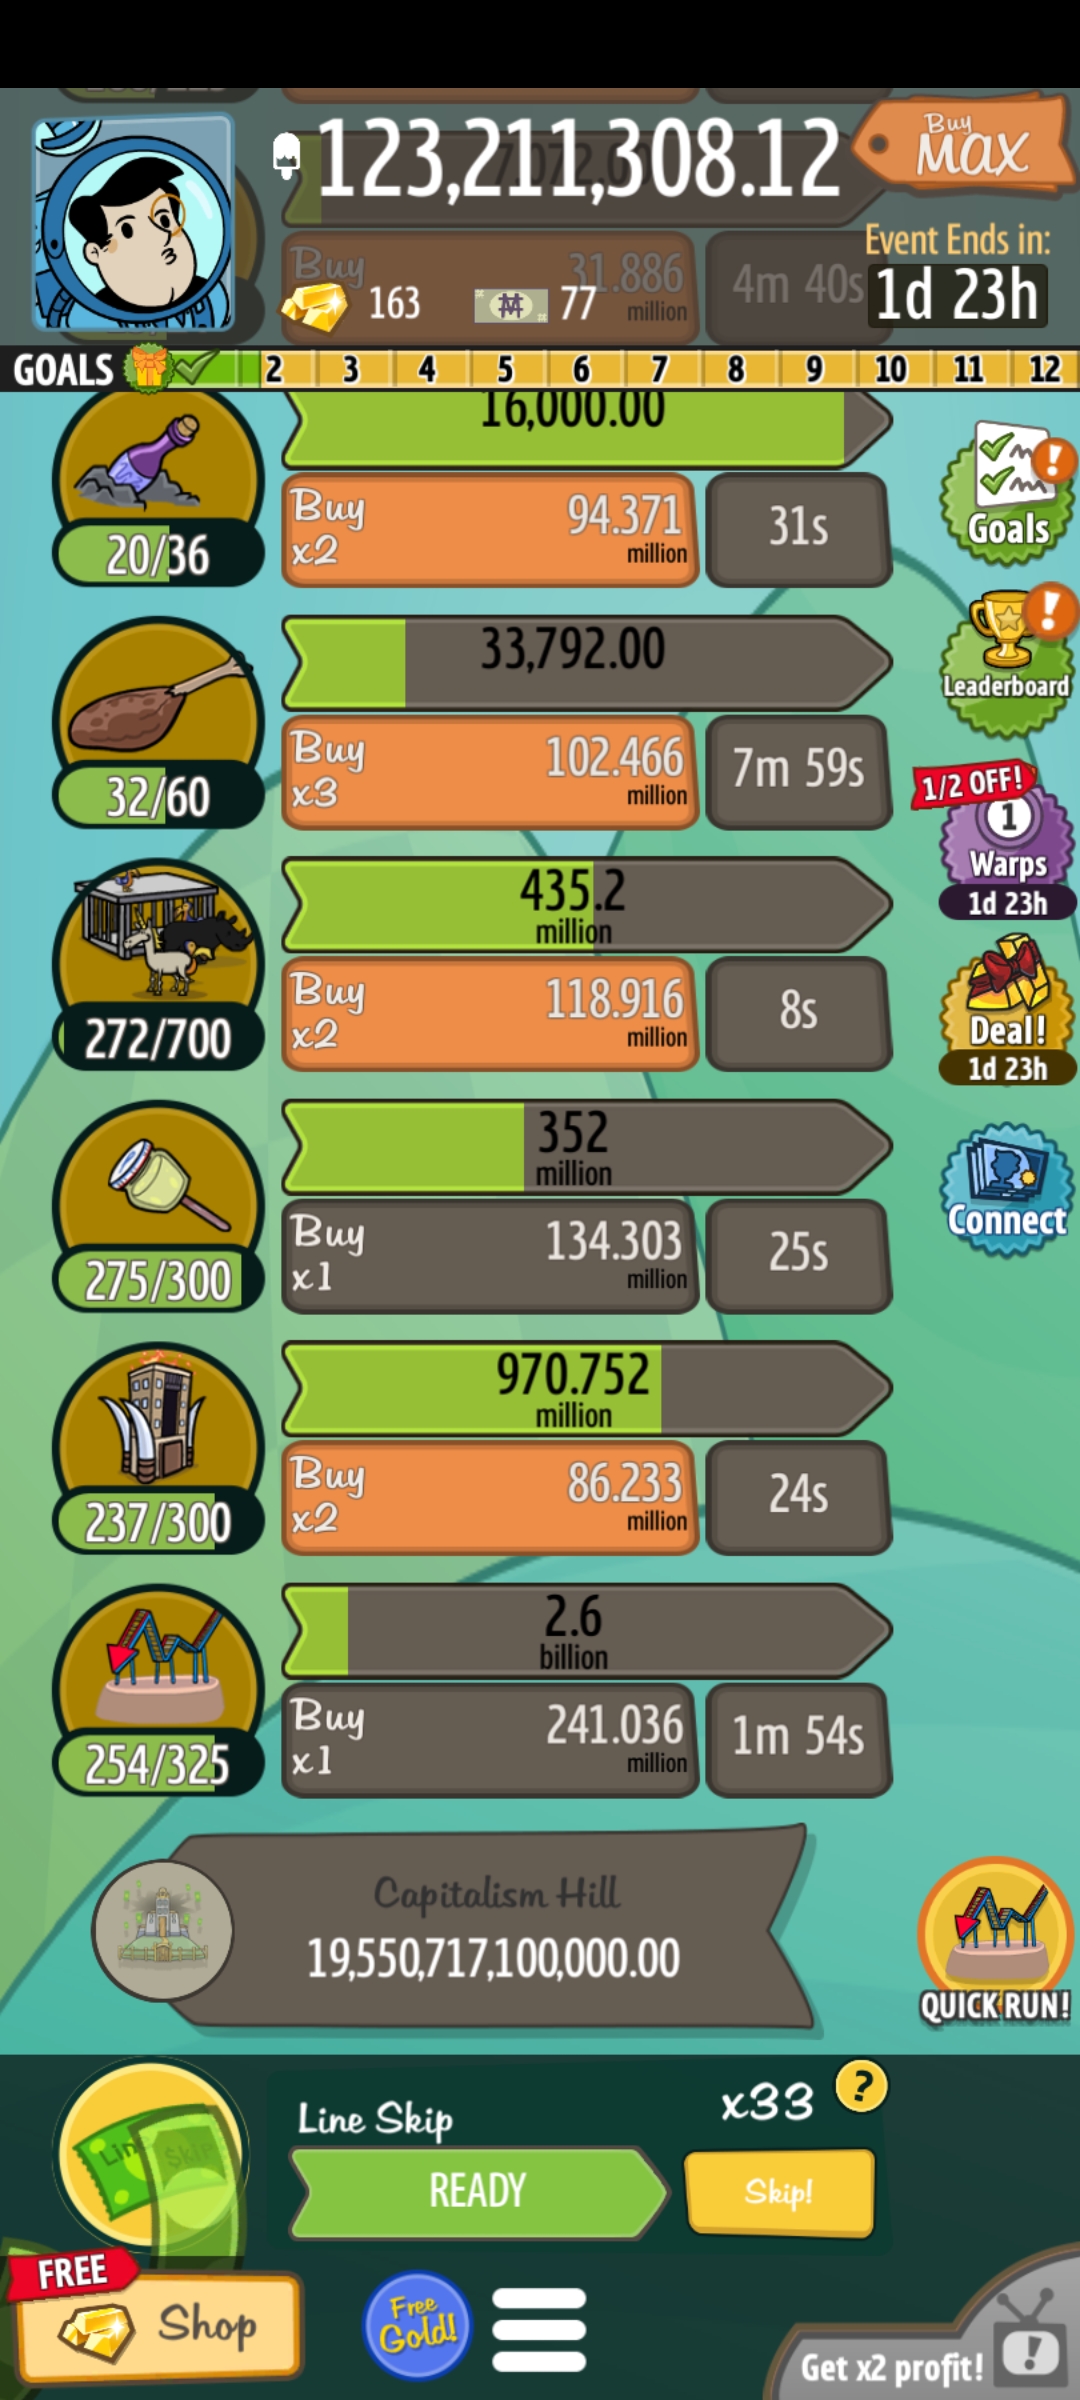 123,211,308.12
Buy
MAX
7072.00
Buy
31.886
million
4m 40s
163
77
Event Ends in:
1d 23h
GOALS 2 3 4 5 6 7 8 9 10 11 12
16,000.00
20/36
Buy
x2
94.371
million
31s
Goals
33,792.00
32/60
Buy
x3
102.466
million
7m 59s
Leaderboard
1/2 OFF!
1
Warps
1d 23h
435.2
million
272/700
Buy
x2
118.916
million
8s
Deal!
1d 23h
352
million
275/300
Buy
x1
134.303
million
25s
Connect
970.752
million
237/300
Buy
x2
86.233
million
24s
2.6
billion
254/325
Buy
x1
241.036
million
1m 54s
Capitalism Hill
19,550,717,100,000.00
QUICK RUN!
Line Skip
x33
?
Line Skip
READY
Skip!
FREE
Shop
Free
Gold!
Get x2 profit!